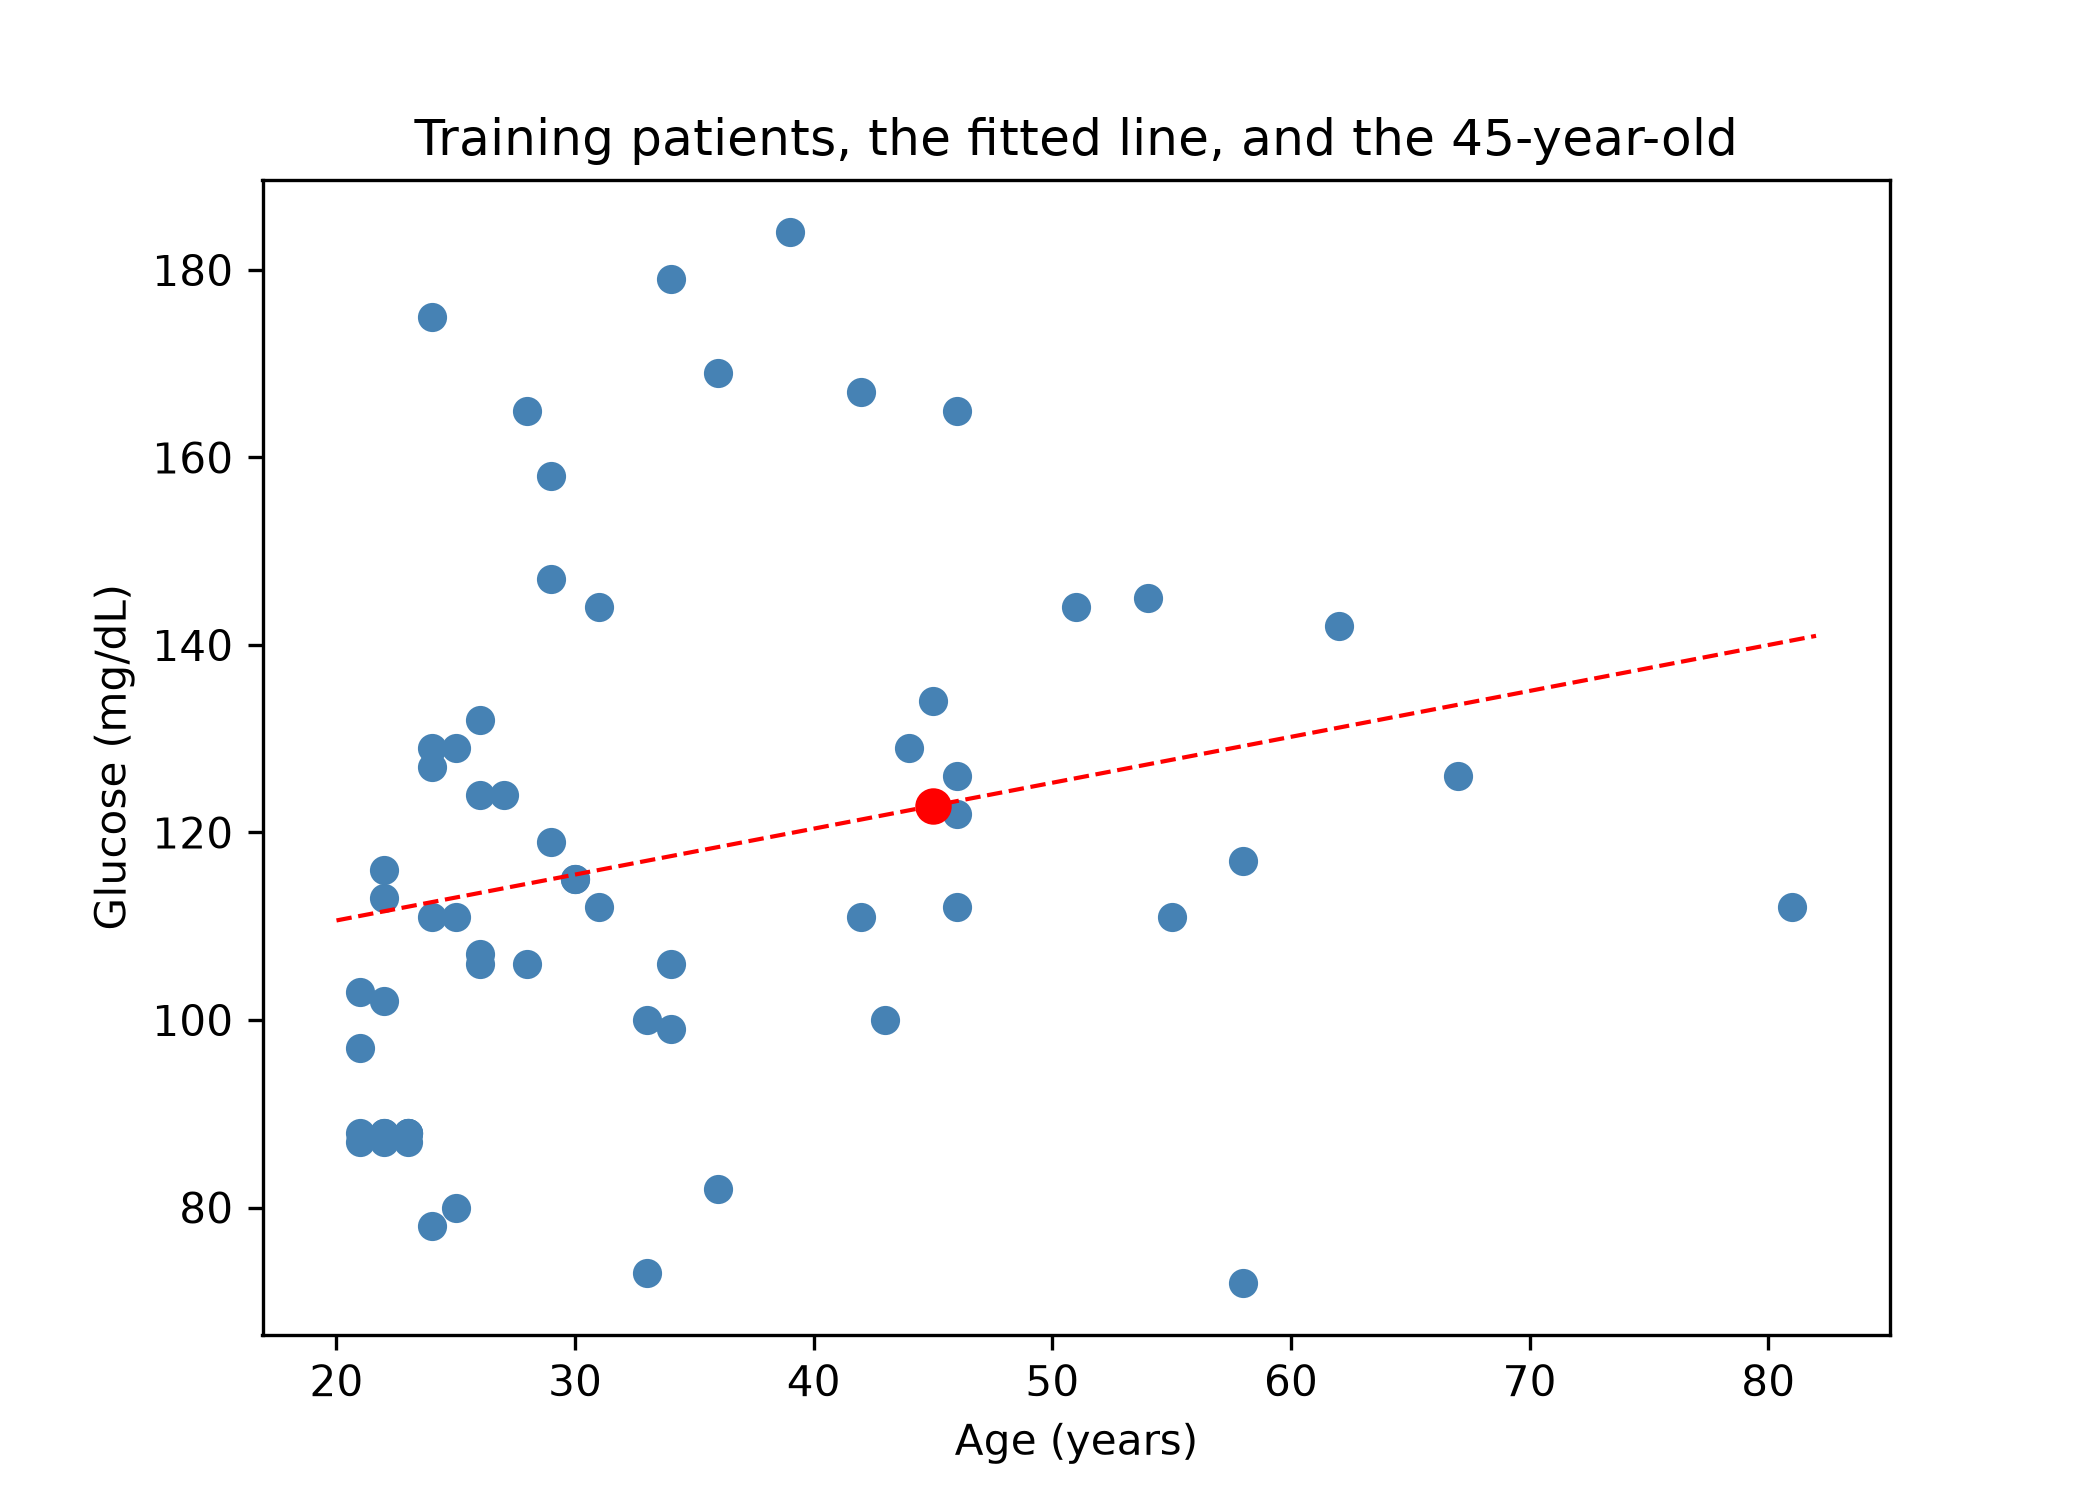 Training patients, the fitted line, and the 45-year-old
Glucose (mg/dL)
180
160
140
120
100
80
20 30 40 50 60 70 80
Age (years)